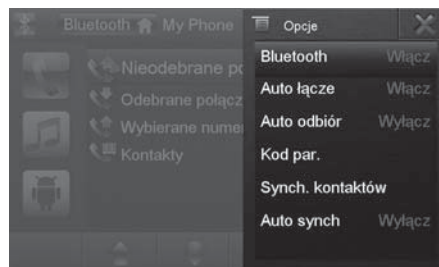 Bluetooth My Phone
Nieodebrane po
Odebrane połącz
Wybierane nume
Kontakty
Opcje
Bluetooth Włącz
Auto łącze Włącz
Auto odbiór Wyłącz
Kod par.
Synch. kontaktów
Auto synch Wyłącz